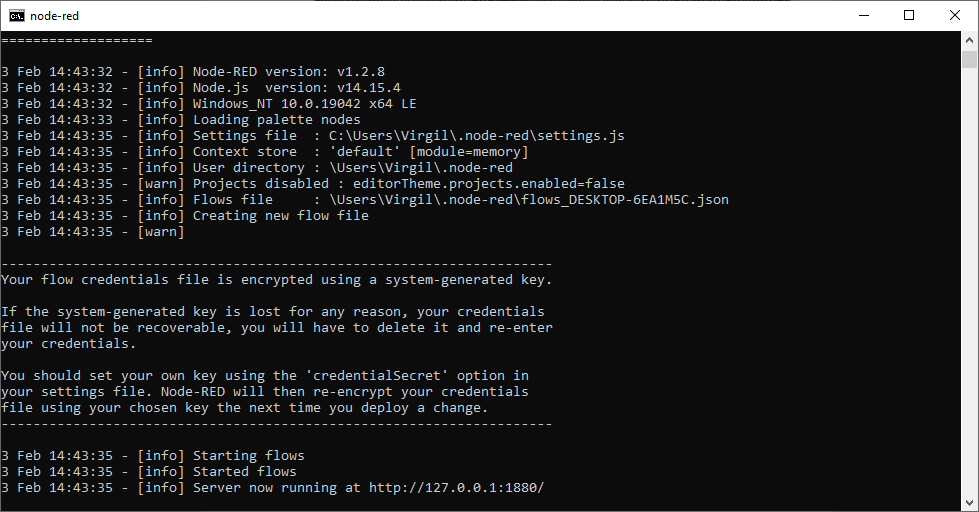 node-red
===================
3 Feb 14:43:32 - [info] Node-RED version: v1.2.8
3 Feb 14:43:32 - [info] Node.js  version: v14.15.4
3 Feb 14:43:32 - [info] Windows_NT 10.0.19042 x64 LE
3 Feb 14:43:33 - [info] Loading palette nodes
3 Feb 14:43:35 - [info] Settings file  : C:\Users\Virgil\.node-red\settings.js
3 Feb 14:43:35 - [info] Context store  : 'default' [module=memory]
3 Feb 14:43:35 - [info] User directory : \Users\Virgil\.node-red
3 Feb 14:43:35 - [warn] Projects disabled : editorTheme.projects.enabled=false
3 Feb 14:43:35 - [info] Flows file     : \Users\Virgil\.node-red\flows_DESKTOP-6EA1M5C.json
3 Feb 14:43:35 - [info] Creating new flow file
3 Feb 14:43:35 - [warn]
---------------------------------------------------------------------
Your flow credentials file is encrypted using a system-generated key.
If the system-generated key is lost for any reason, your credentials
file will not be recoverable, you will have to delete it and re-enter
your credentials.
You should set your own key using the 'credentialSecret' option in
your settings file. Node-RED will then re-encrypt your credentials
file using your chosen key the next time you deploy a change.
---------------------------------------------------------------------
3 Feb 14:43:35 - [info] Starting flows
3 Feb 14:43:35 - [info] Started flows
3 Feb 14:43:35 - [info] Server now running at http://127.0.0.1:1880/